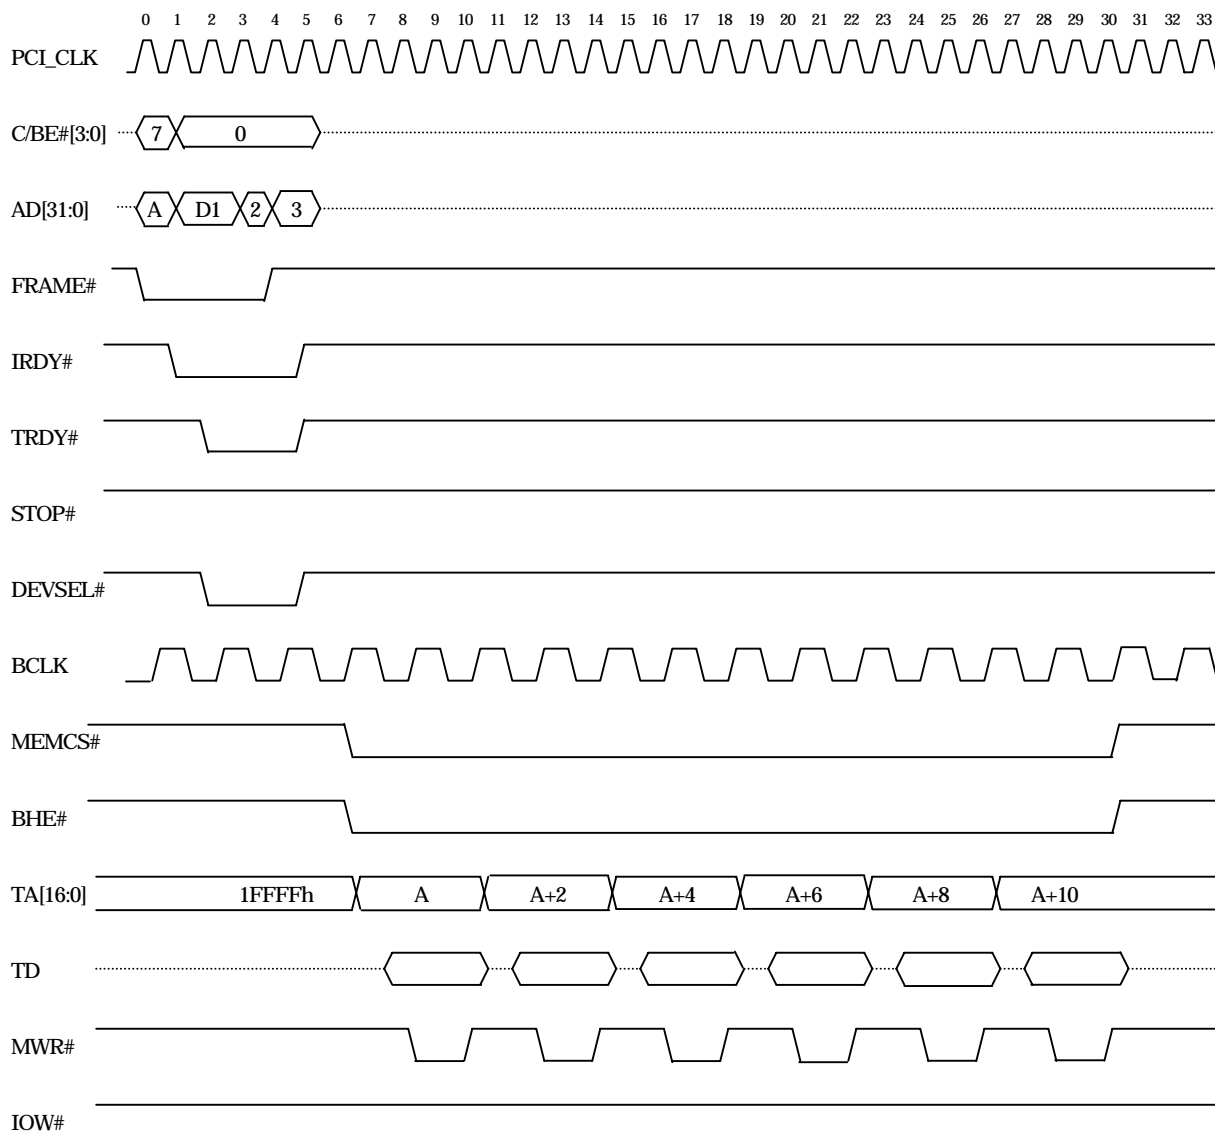 0 1 2 3 4 5 6 7 8 9 10 11 12 13 14 15 16 17 18 19 20 21 22 23 24 25 26 27 28 29 30 31 32 33
PCI_CLK
C/BE#[3:0] 7 0
AD[31:0] A D1 2 3
FRAME#
IRDY#
TRDY#
STOP#
DEVSEL#
BCLK
MEMCS#
BHE#
TA[16:0] 1FFFFh A A+2 A+4 A+6 A+8 A+10
TD
MWR#
IOW#